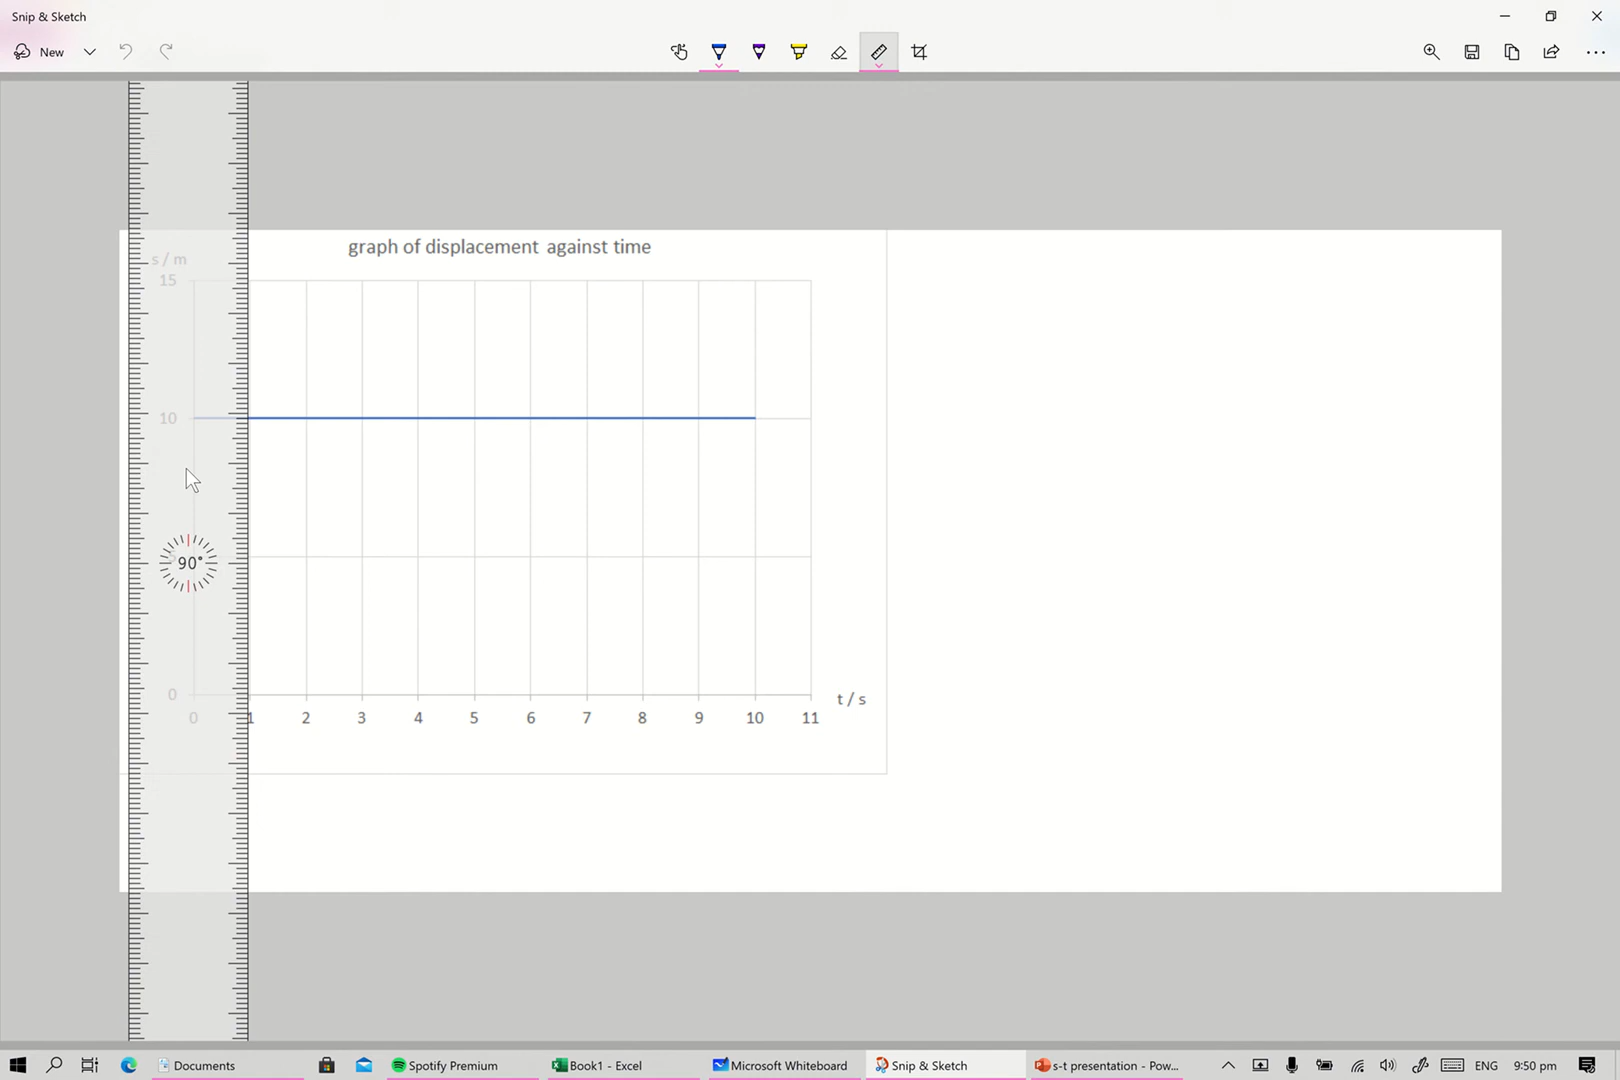 Snip & Sketch
New
graph of displacement against time
s / m
15
10
5
0
0 1 2 3 4 5 6 7 8 9 10 11
t / s
90°
Documents
Spotify Premium
Book1 - Excel
Microsoft Whiteboard
Snip & Sketch
s-t presentation - Pow...
ENG
9:50 pm